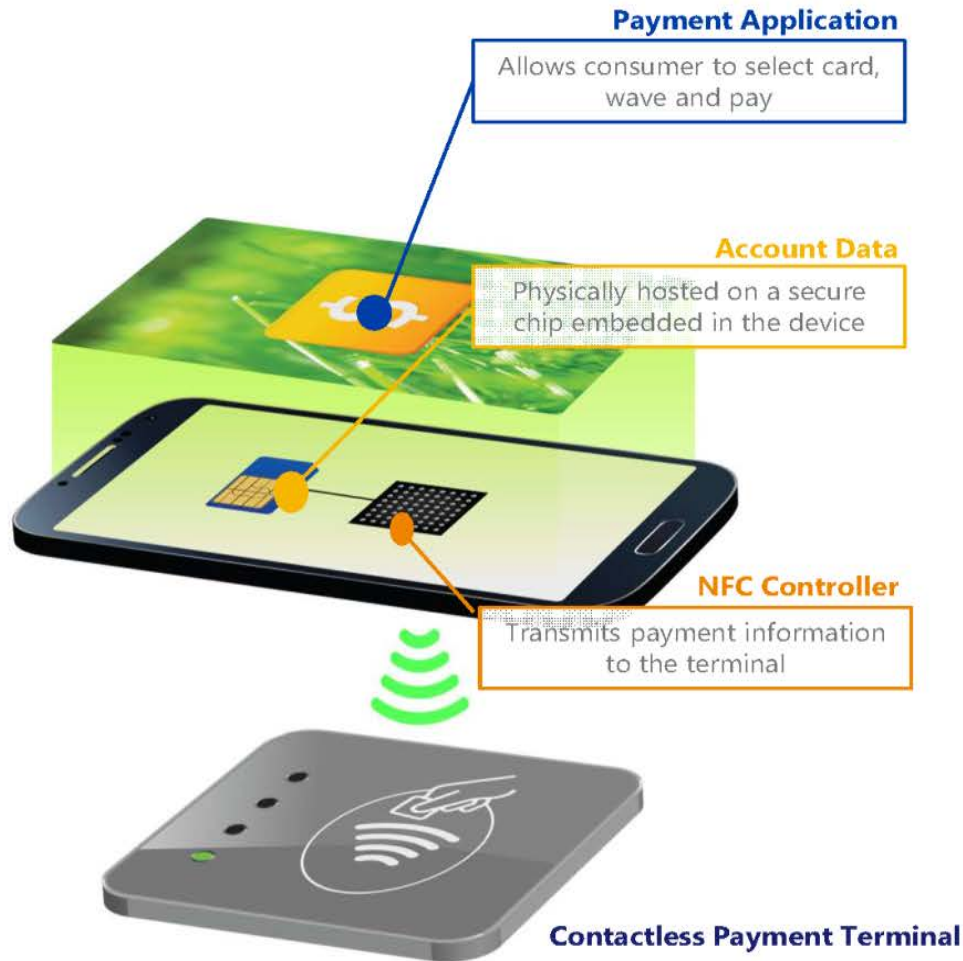 Payment Application
Allows consumer to select card,
wave and pay
Account Data
Physically hosted on a secure
chip embedded in the device
NFC Controller
Transmits payment information
to the terminal
Contactless Payment Terminal